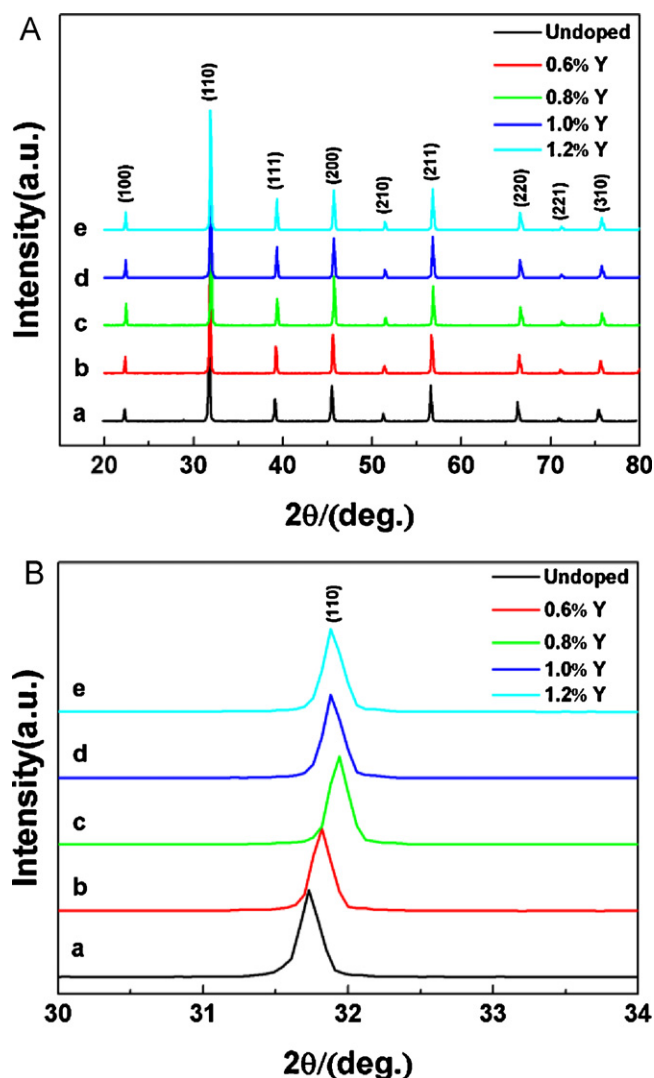 A
Undoped
0.6% Y
0.8% Y
1.0% Y
1.2% Y
(100)
(110)
(111)
(200)
(210)
(211)
(220)
(221)
(310)
e
d
c
b
a
Intensity(a.u.)
20 30 40 50 60 70 80
2θ/(deg.)
B
Undoped
0.6% Y
0.8% Y
1.0% Y
1.2% Y
(110)
e
d
c
b
a
Intensity(a.u.)
30 31 32 33 34
2θ/(deg.)